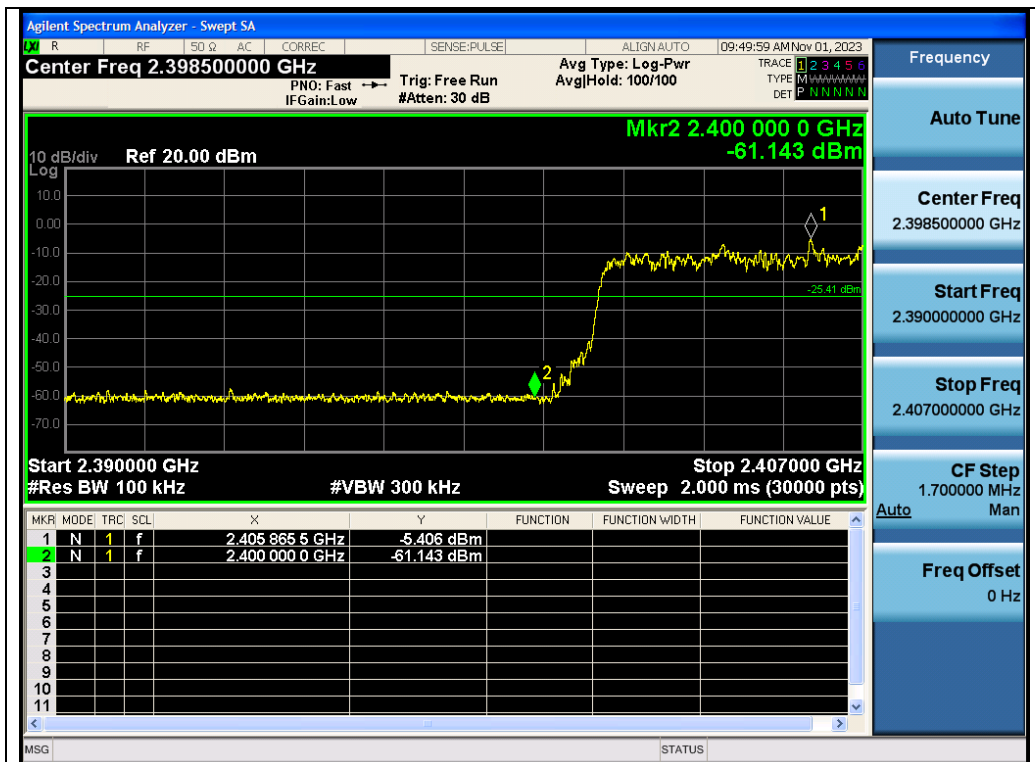 Agilent Spectrum Analyzer - Swept SA
LXI R RF 50 Ω AC CORREC SENSE:PULSE ALIGN AUTO 09:49:59 AM Nov 01, 2023
Center Freq 2.398500000 GHz
PNO: Fast
IFGain:Low
Trig: Free Run
#Atten: 30 dB
Avg Type: Log-Pwr
Avg|Hold: 100/100
TRACE 1 2 3 4 5 6
TYPE M
DET P N N N N N
Mkr2 2.400 000 0 GHz
-61.143 dBm
10 dB/div
Log
Ref 20.00 dBm
10.0
0.00
-10.0
-20.0
-30.0
-40.0
-50.0
-60.0
-70.0
1
-25.41 dBm
2
Start 2.390000 GHz
Stop 2.407000 GHz
#Res BW 100 kHz
#VBW 300 kHz
Sweep 2.000 ms (30000 pts)
MKR MODE TRC SCL X Y FUNCTION FUNCTION WIDTH FUNCTION VALUE
1 N 1 f 2.405 865 5 GHz -5.406 dBm
2 N 1 f 2.400 000 0 GHz -61.143 dBm
3
4
5
6
7
8
9
10
11
MSG
STATUS
Frequency
Auto Tune
Center Freq
2.398500000 GHz
Start Freq
2.390000000 GHz
Stop Freq
2.407000000 GHz
CF Step
1.700000 MHz
Auto Man
Freq Offset
0 Hz